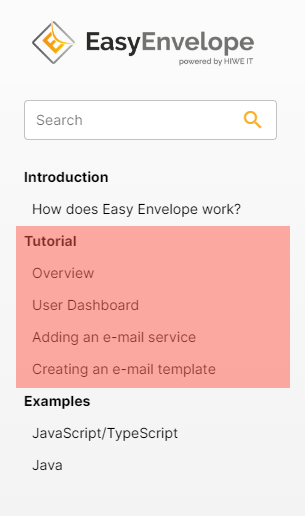 EasyEnvelope
powered by HIWE IT
Search
Introduction
How does Easy Envelope work?
Tutorial
Overview
User Dashboard
Adding an e-mail service
Creating an e-mail template
Examples
JavaScript/TypeScript
Java